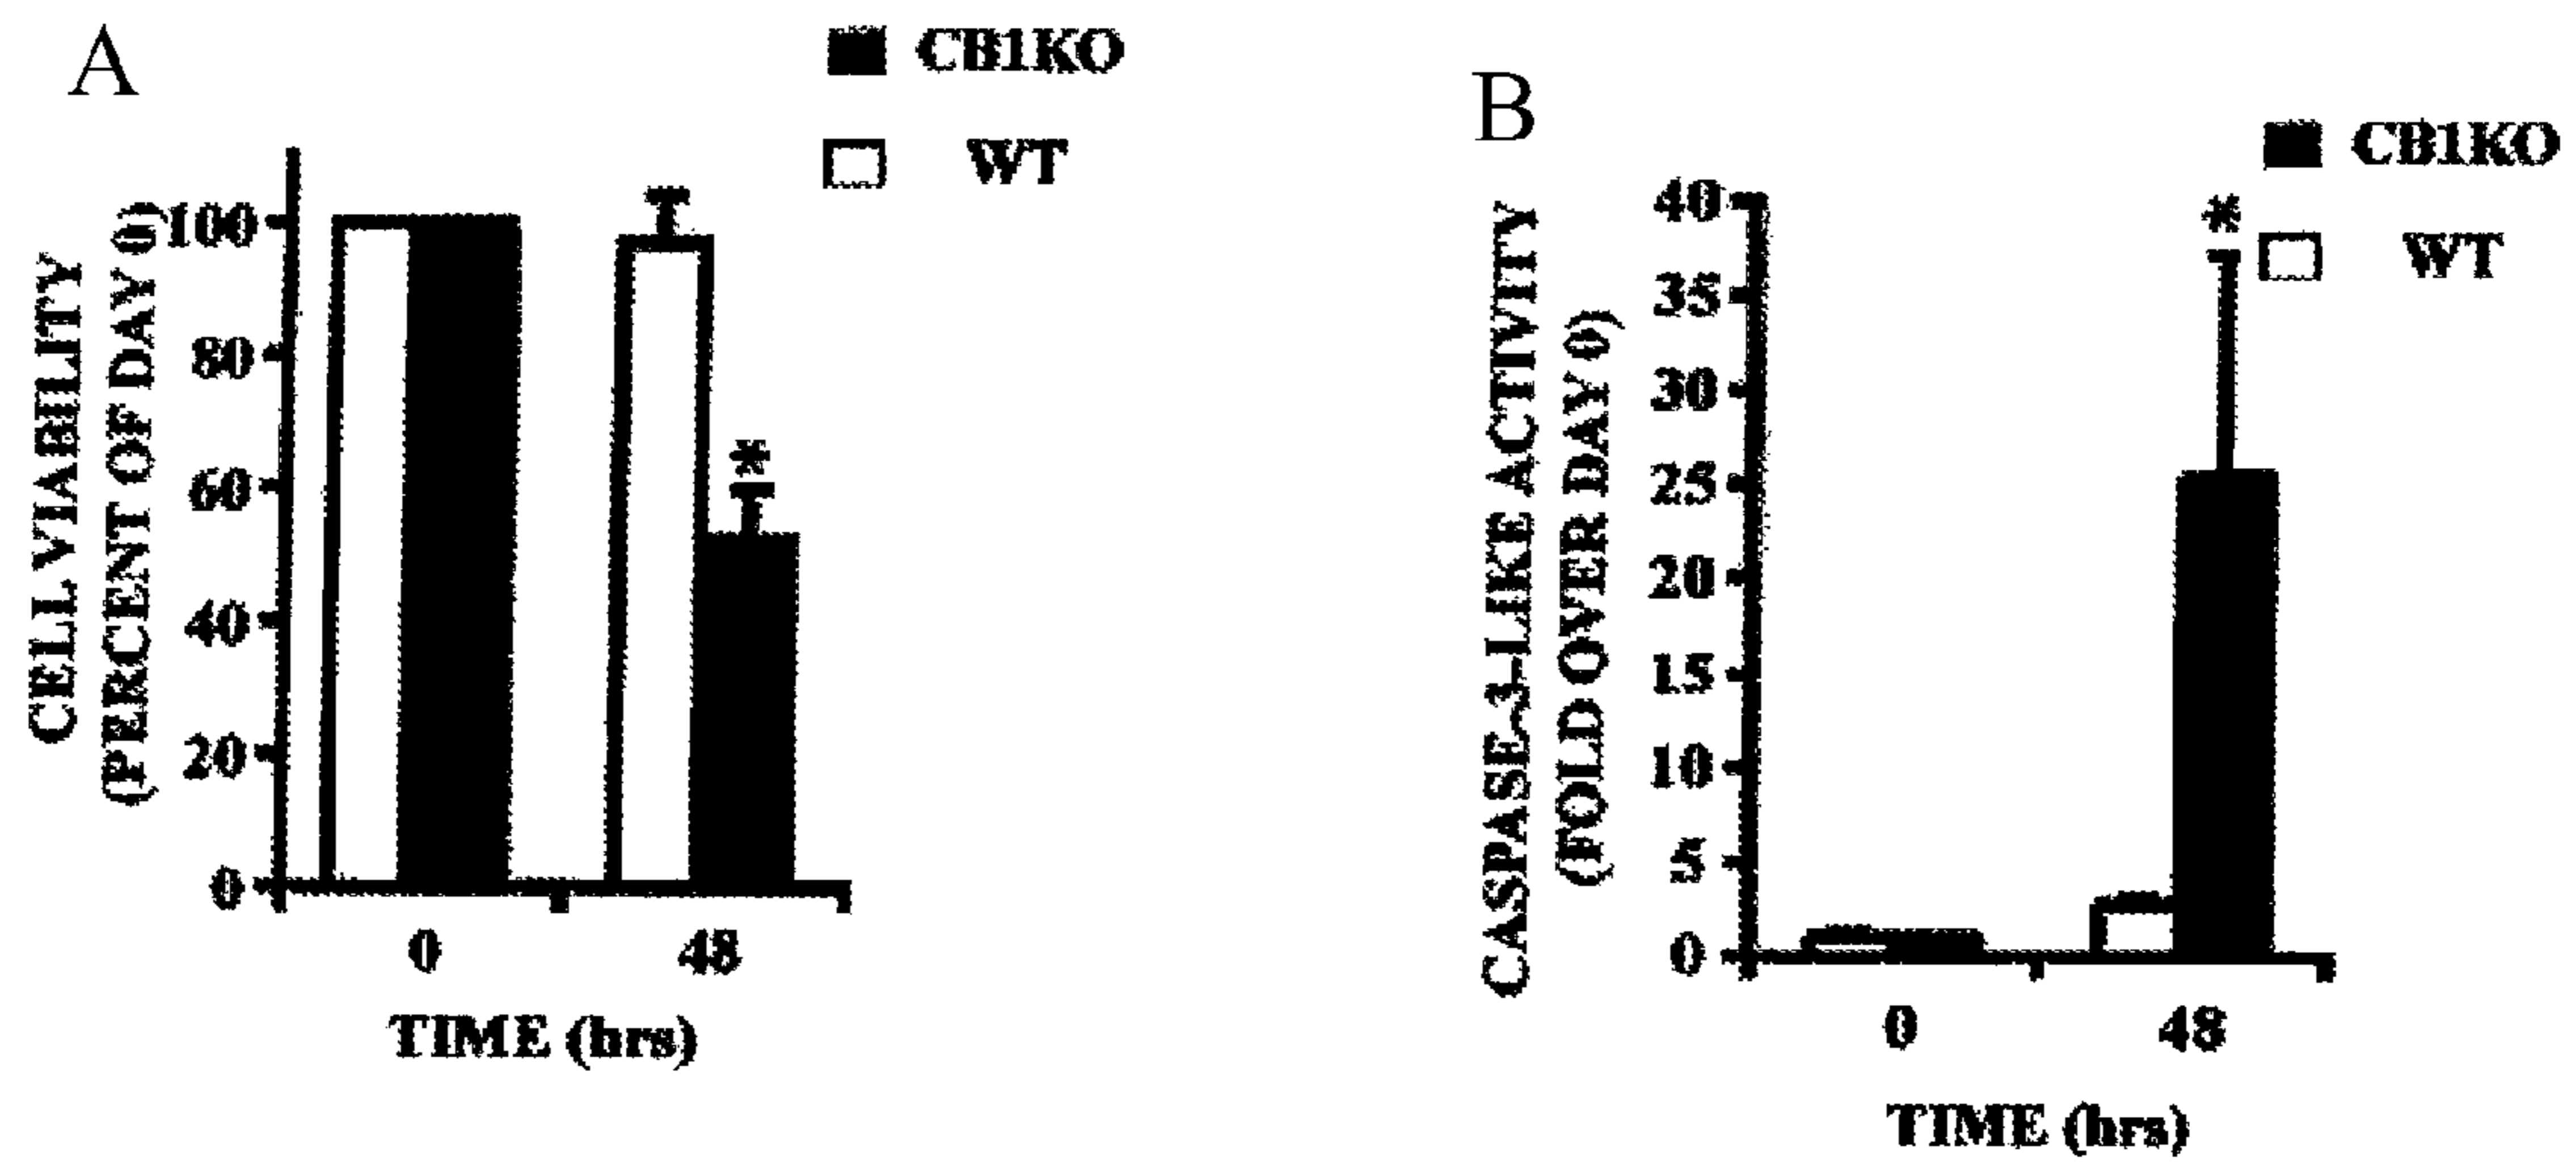 A
CB1KO
WT
CELL VIABILITY
(PERCENT OF DAY 0)
100
80
60
40
20
0
*
0
48
TIME (hrs)
B
CB1KO
WT
CASPASE-3-LIKE ACTIVITY
(FOLD OVER DAY 0)
40
35
30
25
20
15
10
5
0
*
0
48
TIME (hrs)